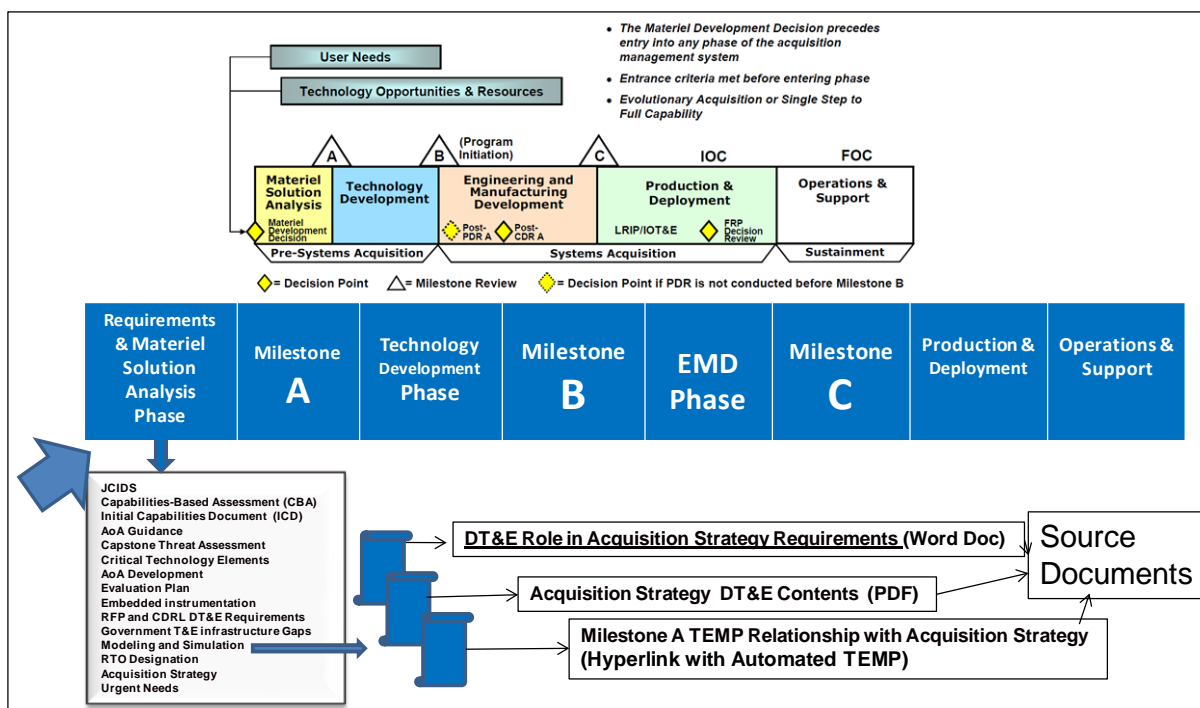 User Needs
Technology Opportunities & Resources
• The Materiel Development Decision precedes
entry into any phase of the acquisition
management system
• Entrance criteria met before entering phase
• Evolutionary Acquisition or Single Step to
Full Capability
A
B
(Program
Initiation)
C
IOC
FOC
Materiel
Solution
Analysis
Materiel
Development
Decision
Technology
Development
Engineering and
Manufacturing
Development
Post-
PDR A
Post-
CDR A
Production &
Deployment
LRIP/IOT&E
FRP
Decision
Review
Operations &
Support
Pre-Systems Acquisition
Systems Acquisition
Sustainment
= Decision Point
= Milestone Review
= Decision Point if PDR is not conducted before Milestone B
Requirements
& Materiel
Solution
Analysis
Phase
Milestone
A
Technology
Development
Phase
Milestone
B
EMD
Phase
Milestone
C
Production &
Deployment
Operations &
Support
JCIDS
Capabilities-Based Assessment (CBA)
Initial Capabilities Document (ICD)
AoA Guidance
Capstone Threat Assessment
Critical Technology Elements
AoA Development
Evaluation Plan
Embedded instrumentation
RFP and CDRL DT&E Requirements
Government T&E infrastructure Gaps
Modeling and Simulation
RTO Designation
Acquisition Strategy
Urgent Needs
DT&E Role in Acquisition Strategy Requirements (Word Doc)
Acquisition Strategy DT&E Contents (PDF)
Milestone A TEMP Relationship with Acquisition Strategy
(Hyperlink with Automated TEMP)
Source
Documents